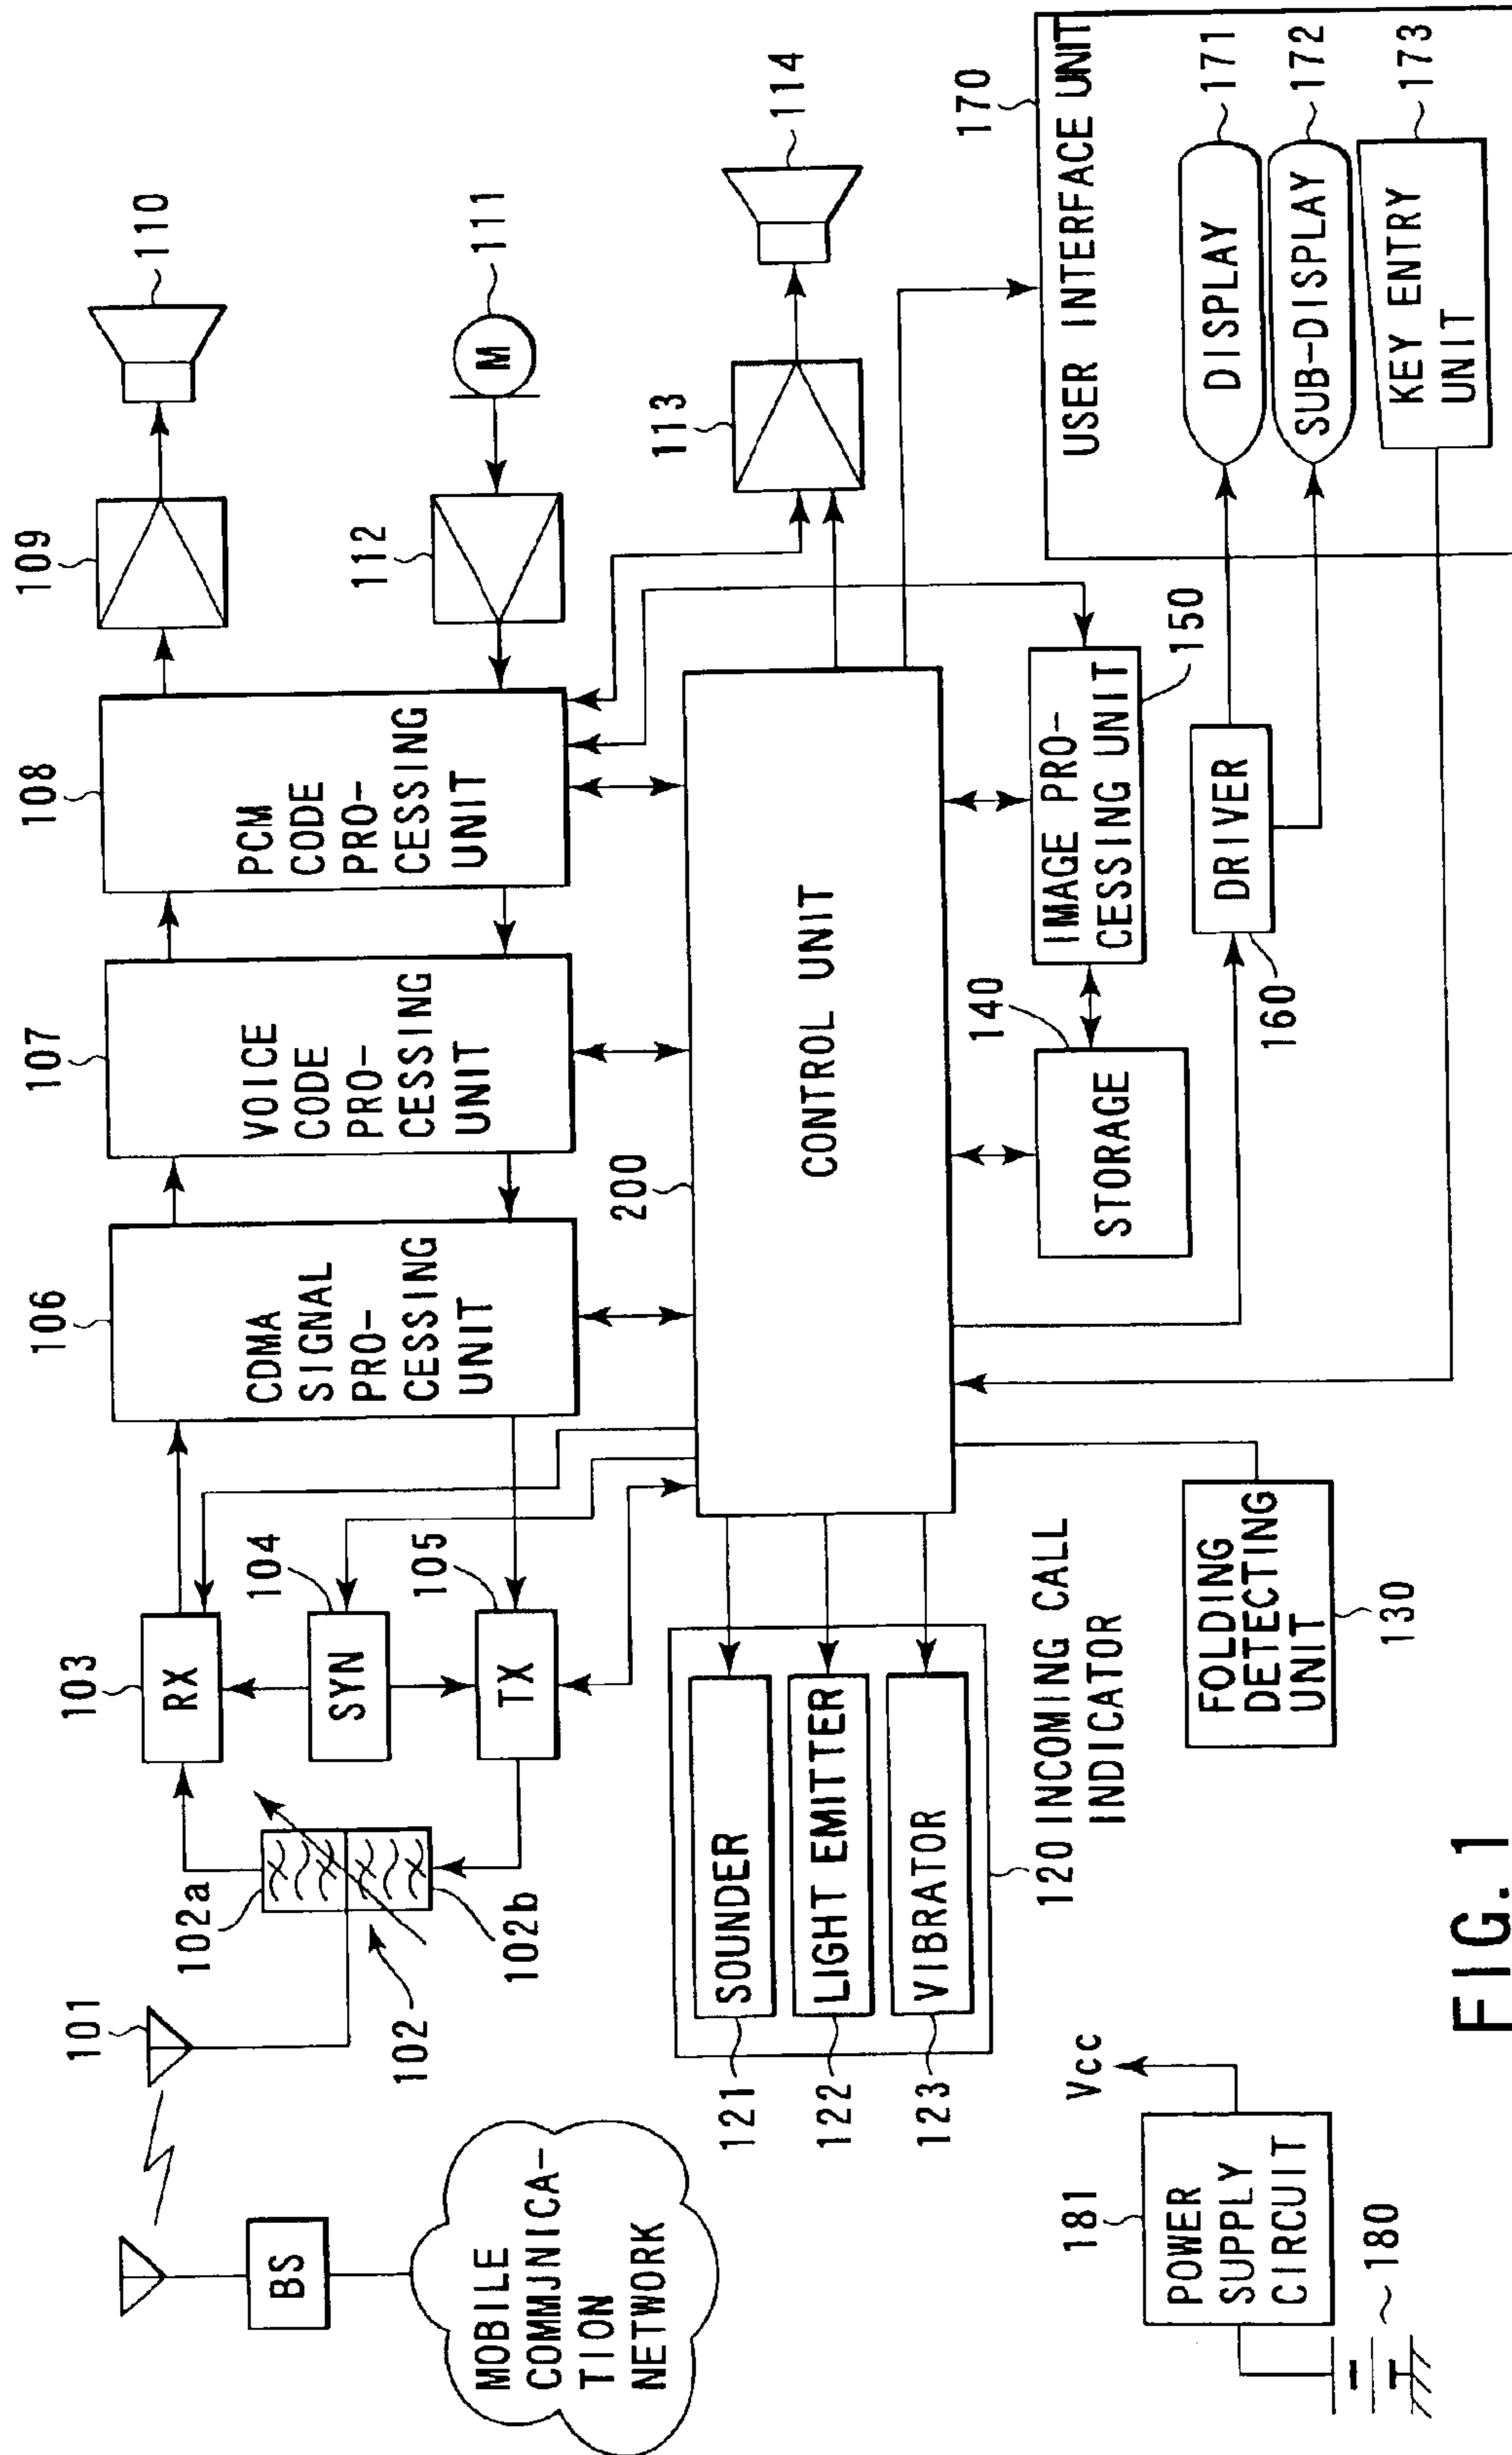 101
102
102a
102b
103
RX
104
SYN
105
TX
106
CDMA
SIGNAL
PRO-
CESSING
UNIT
107
VOICE
CODE
PRO-
CESSING
UNIT
108
PCM
CODE
PRO-
CESSING
UNIT
109
110
111
M
112
113
114
BS
MOBILE
COMMJNICA-
TION
NETWORK
200
CONTROL UNIT
121
SOUNDER
122
LIGHT EMITTER
123
VIBRATOR
120 INCOMING CALL
INDICATOR
140
STORAGE
150
IMAGE PRO-
CESSING UNIT
160
DRIVER
170
USER INTERFACE UNIT
DISPLAY
171
SUB-DISPLAY
172
KEY ENTRY
UNIT
173
FOLDING
DETECTING
UNIT
130
Vcc
181
POWER
SUPPLY
CIRCUIT
180
FIG.1